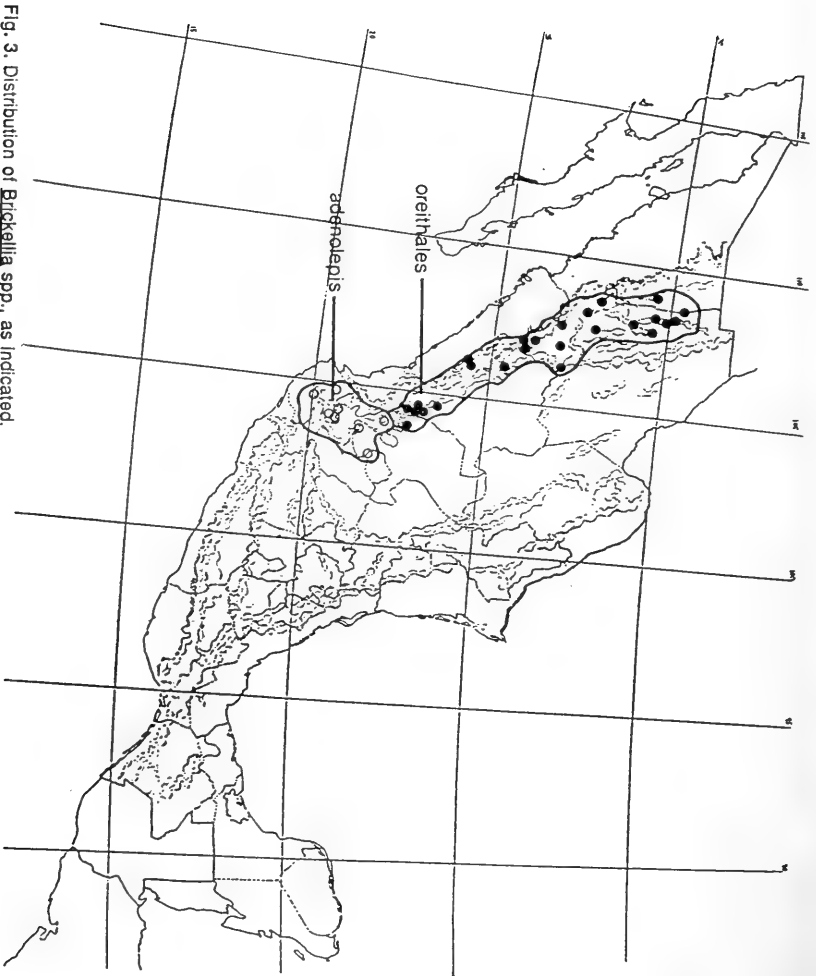 oreithales
adenolepis
Fig. 3. Distribution of Brickellia spp., as indicated.